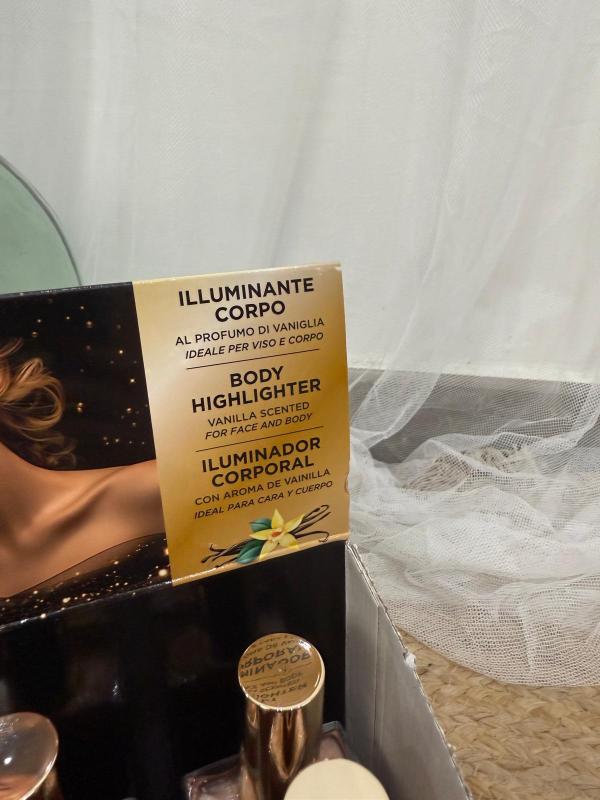 ILLUMINANTE
CORPO
AL PROFUMO DI VANIGLIA
IDEALE PER VISO E CORPO
BODY
HIGHLIGHTER
VANILLA SCENTED
FOR FACE AND BODY
ILUMINADOR
CORPORAL
CON AROMA DE VAINILLA
IDEAL PARA CARA Y CUERPO